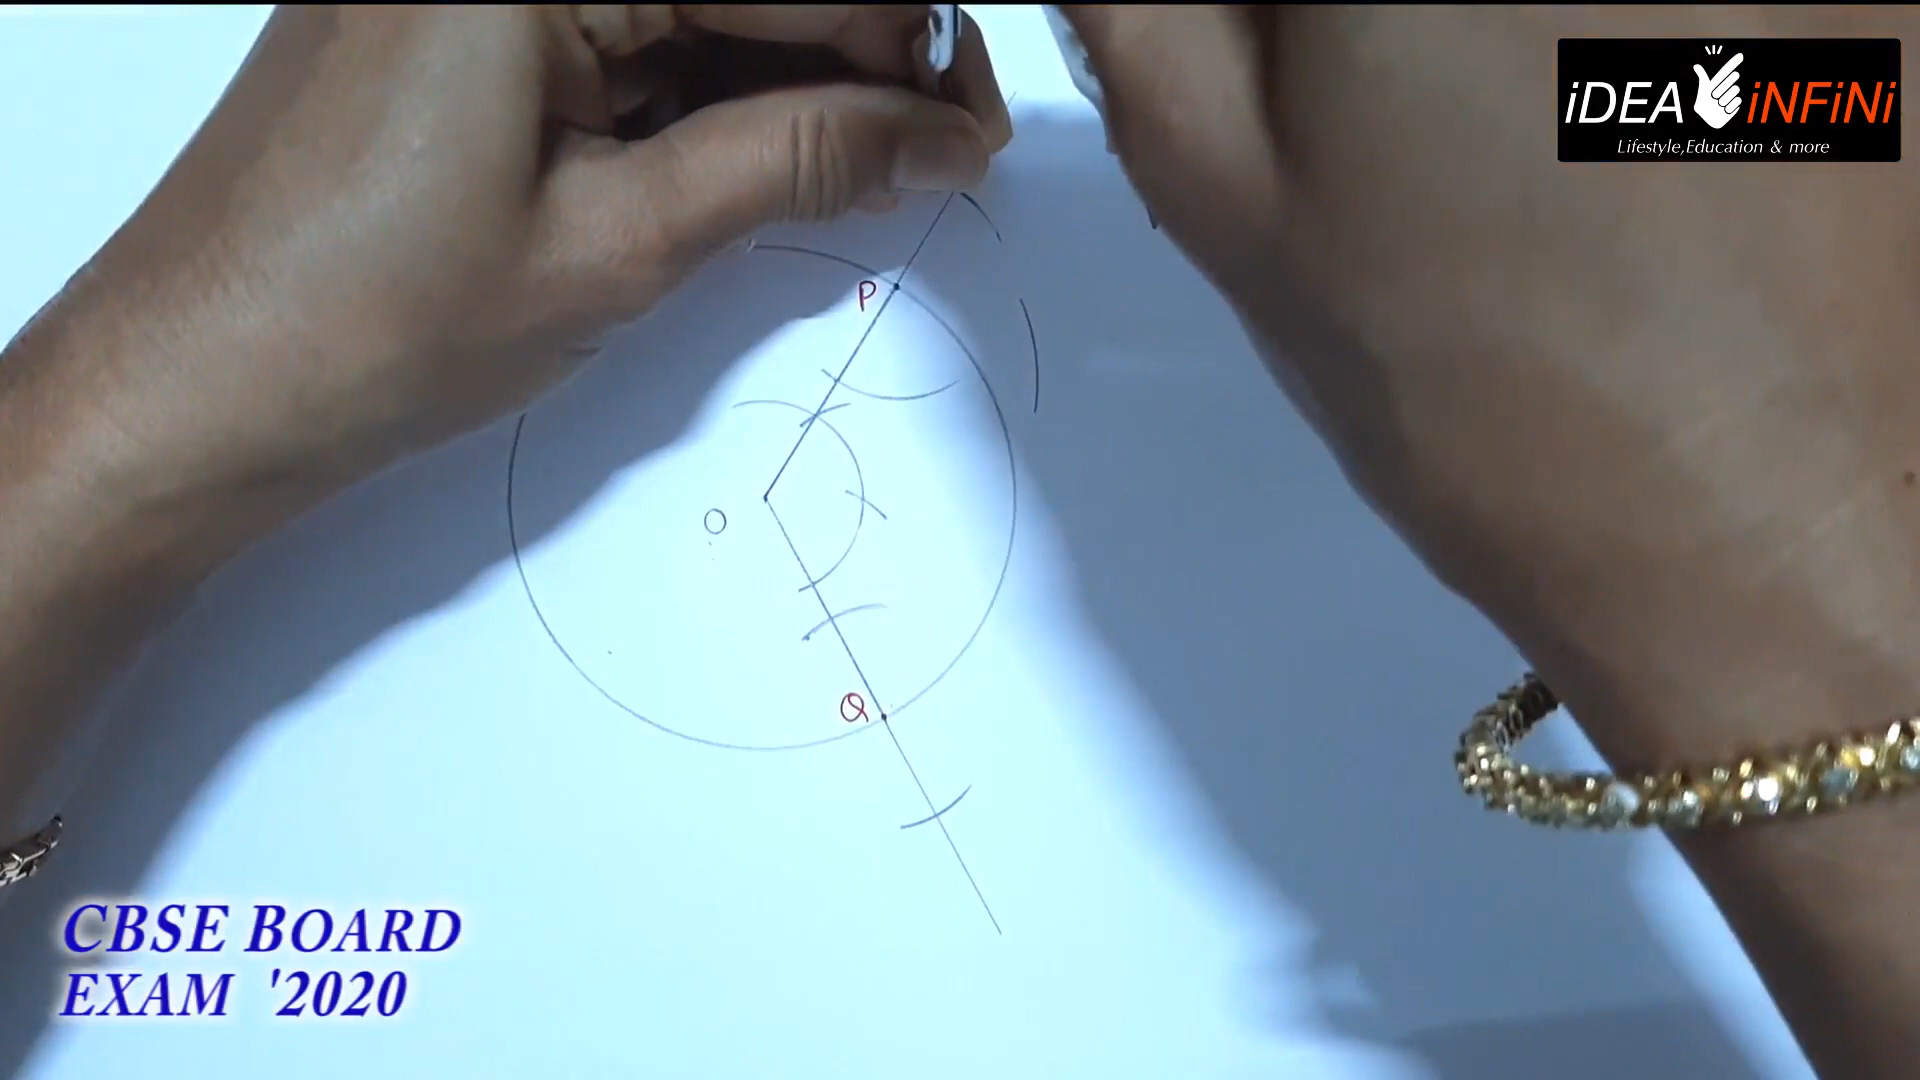 iDEA iNFiNi
Lifestyle,Education & more
P
O
Q
CBSE BOARD
EXAM '2020